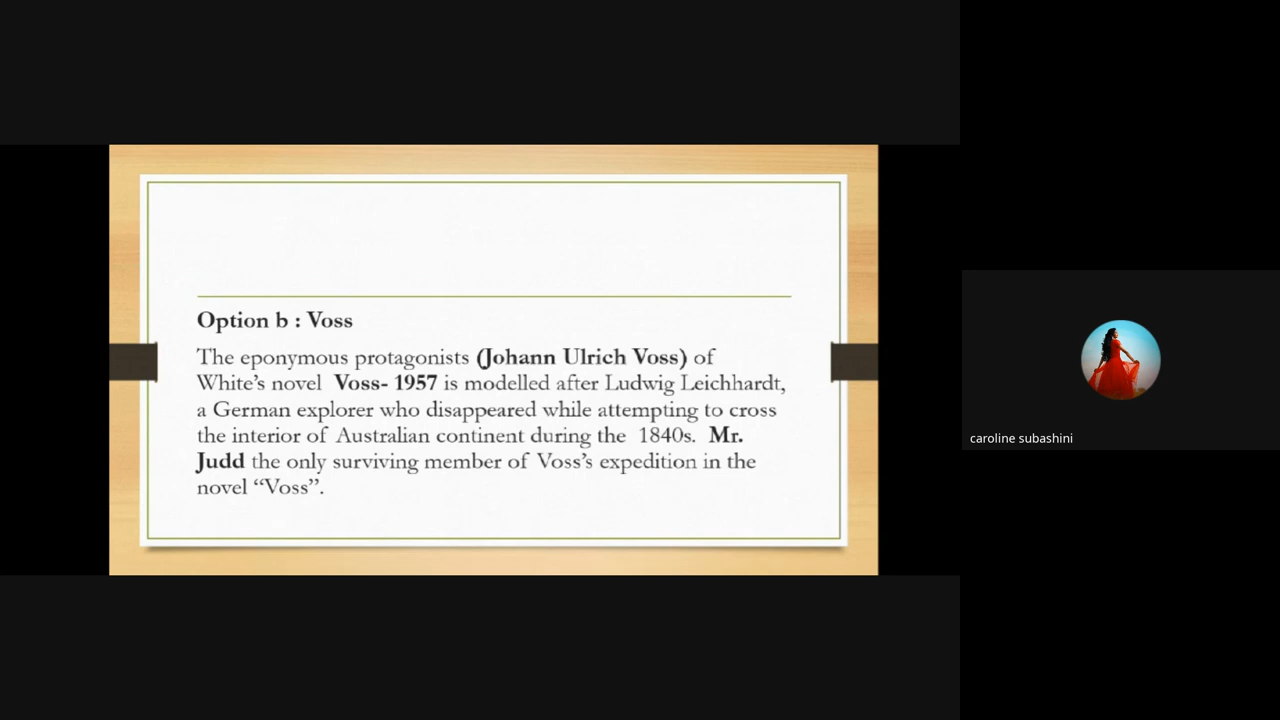 Option b : Voss
The eponymous protagonists (Johann Ulrich Voss) of
White’s novel Voss- 1957 is modelled after Ludwig Leichhardt,
a German explorer who disappeared while attempting to cross
the interior of Australian continent during the 1840s. Mr.
Judd the only surviving member of Voss’s expedition in the
novel “Voss”.
caroline subashini